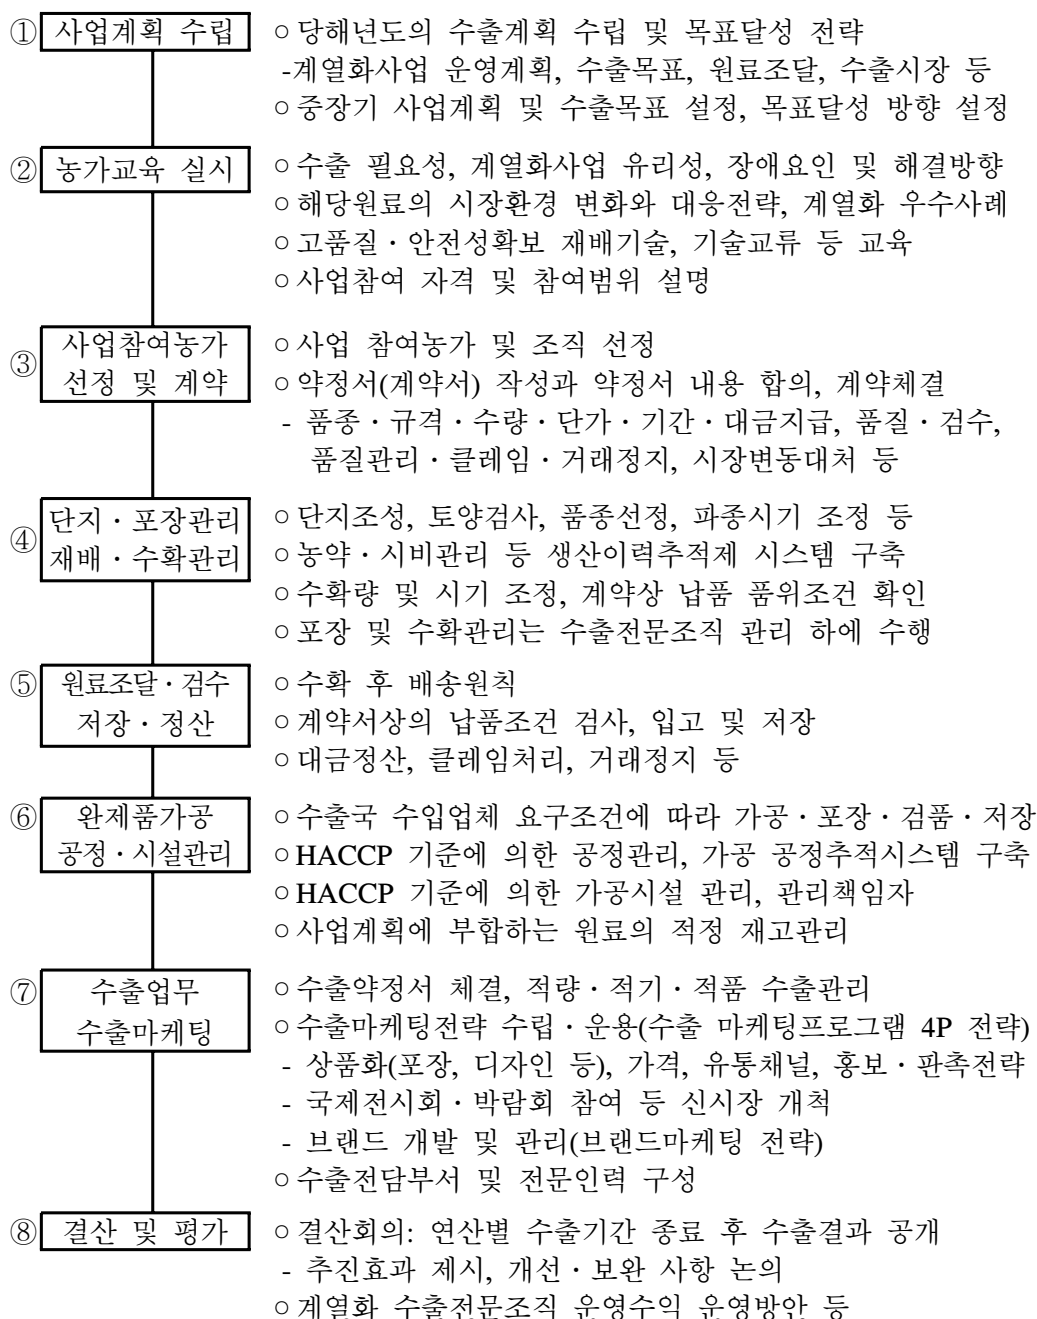 ① 사업계획 수립 ○당해년도의 수출계획 수립 및 목표달성 전략
-계열화사업 운영계획, 수출목표, 원료조달, 수출시장 등
○중장기 사업계획 및 수출목표 설정, 목표달성 방향 설정
② 농가교육 실시 ○수출 필요성, 계열화사업 유리성, 장애요인 및 해결방향
○해당원료의 시장환경 변화와 대응전략, 계열화 우수사례
○고품질・안전성확보 재배기술, 기술교류 등 교육
○사업참여 자격 및 참여범위 설명
③ 사업참여농가 ○사업 참여농가 및 조직 선정
선정 및 계약 ○약정서(계약서) 작성과 약정서 내용 합의, 계약체결
- 품종・규격・수량・단가・기간・대금지급, 품질・검수,
품질관리・클레임・거래정지, 시장변동대처 등
④ 단지・포장관리 ○단지조성, 토양검사, 품종선정, 파종시기 조정 등
재배・수확관리 ○농약・시비관리 등 생산이력추적제 시스템 구축
○수확량 및 시기 조정, 계약상 납품 품위조건 확인
○포장 및 수확관리는 수출전문조직 관리 하에 수행
⑤ 원료조달・검수 ○수확 후 배송원칙
저장・정산 ○계약서상의 납품조건 검사, 입고 및 저장
○대금정산, 클레임처리, 거래정지 등
⑥ 완제품가공 ○수출국 수입업체 요구조건에 따라 가공・포장・검품・저장
공정・시설관리 ○HACCP 기준에 의한 공정관리, 가공 공정추적시스템 구축
○HACCP 기준에 의한 가공시설 관리, 관리책임자
○사업계획에 부합하는 원료의 적정 재고관리
⑦ 수출업무 ○수출약정서 체결, 적량・적기・적품 수출관리
수출마케팅 ○수출마케팅전략 수립・운용(수출 마케팅프로그램 4P 전략)
- 상품화(포장, 디자인 등), 가격, 유통채널, 홍보・판촉전략
- 국제전시회・박람회 참여 등 신시장 개척
- 브랜드 개발 및 관리(브랜드마케팅 전략)
○수출전담부서 및 전문인력 구성
⑧ 결산 및 평가 ○결산회의: 연산별 수출기간 종료 후 수출결과 공개
- 추진효과 제시, 개선・보완 사항 논의
○계열화 수출전문조직 운영수익 운영방안 등